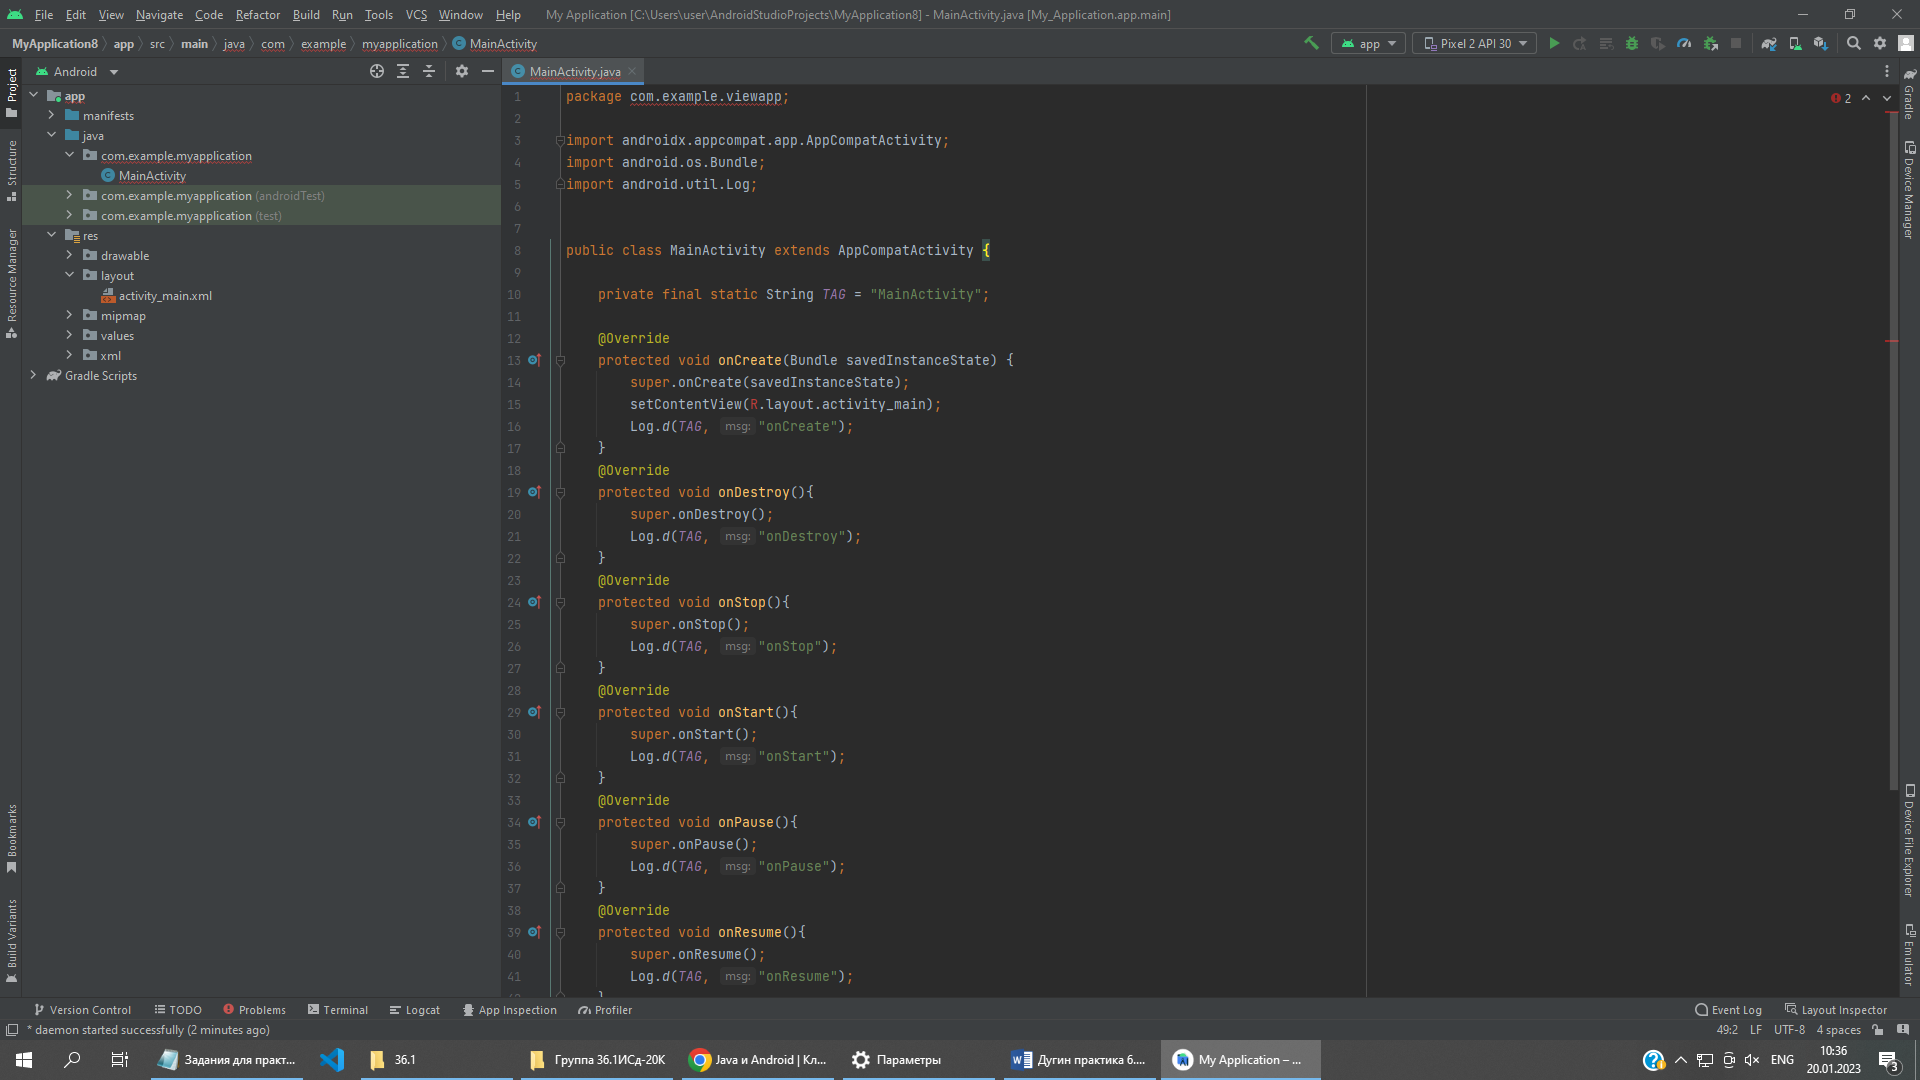 File Edit View Navigate Code Refactor Build Run Tools VCS Window Help My Application [C:\Users\user\AndroidStudioProjects\MyApplication8] - MainActivity.java [My_Application.app.main]
MyApplication8 app src main java com example myapplication MainActivity app Pixel 2 API 30
Project
Structure
Resource Manager
Bookmarks
Build Variants
Android
app
manifests
java
com.example.myapplication
MainActivity
com.example.myapplication (androidTest)
com.example.myapplication (test)
res
drawable
layout
activity_main.xml
mipmap
values
xml
Gradle Scripts
MainActivity.java
2
1 package com.example.viewapp;
2
3 import androidx.appcompat.app.AppCompatActivity;
4 import android.os.Bundle;
5 import android.util.Log;
6
7
8 public class MainActivity extends AppCompatActivity {
9
10 private final static String TAG = "MainActivity";
11
12 @Override
13 protected void onCreate(Bundle savedInstanceState) {
14 super.onCreate(savedInstanceState);
15 setContentView(R.layout.activity_main);
16 Log.d(TAG, msg: "onCreate");
17 }
18 @Override
19 protected void onDestroy(){
20 super.onDestroy();
21 Log.d(TAG, msg: "onDestroy");
22 }
23 @Override
24 protected void onStop(){
25 super.onStop();
26 Log.d(TAG, msg: "onStop");
27 }
28 @Override
29 protected void onStart(){
30 super.onStart();
31 Log.d(TAG, msg: "onStart");
32 }
33 @Override
34 protected void onPause(){
35 super.onPause();
36 Log.d(TAG, msg: "onPause");
37 }
38 @Override
39 protected void onResume(){
40 super.onResume();
41 Log.d(TAG, msg: "onResume");
Gradle
Device Manager
Device File Explorer
Emulator
Version Control TODO Problems Terminal Logcat App Inspection Profiler Event Log Layout Inspector
* daemon started successfully (2 minutes ago) 49:2 LF UTF-8 4 spaces
Задания для практ... 36.1 Группа 36.1ИСд-20К Java и Android | Кл... Параметры Дугин практика 6.... My Application – ... ENG 10:36
20.01.2023 3